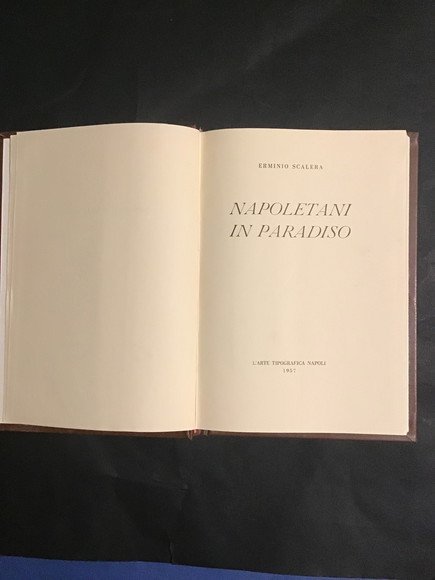 ERMINIO SCALERA
NAPOLETANI
IN PARADISO
L'ARTE TIPOGRAFICA NAPOLI
1957